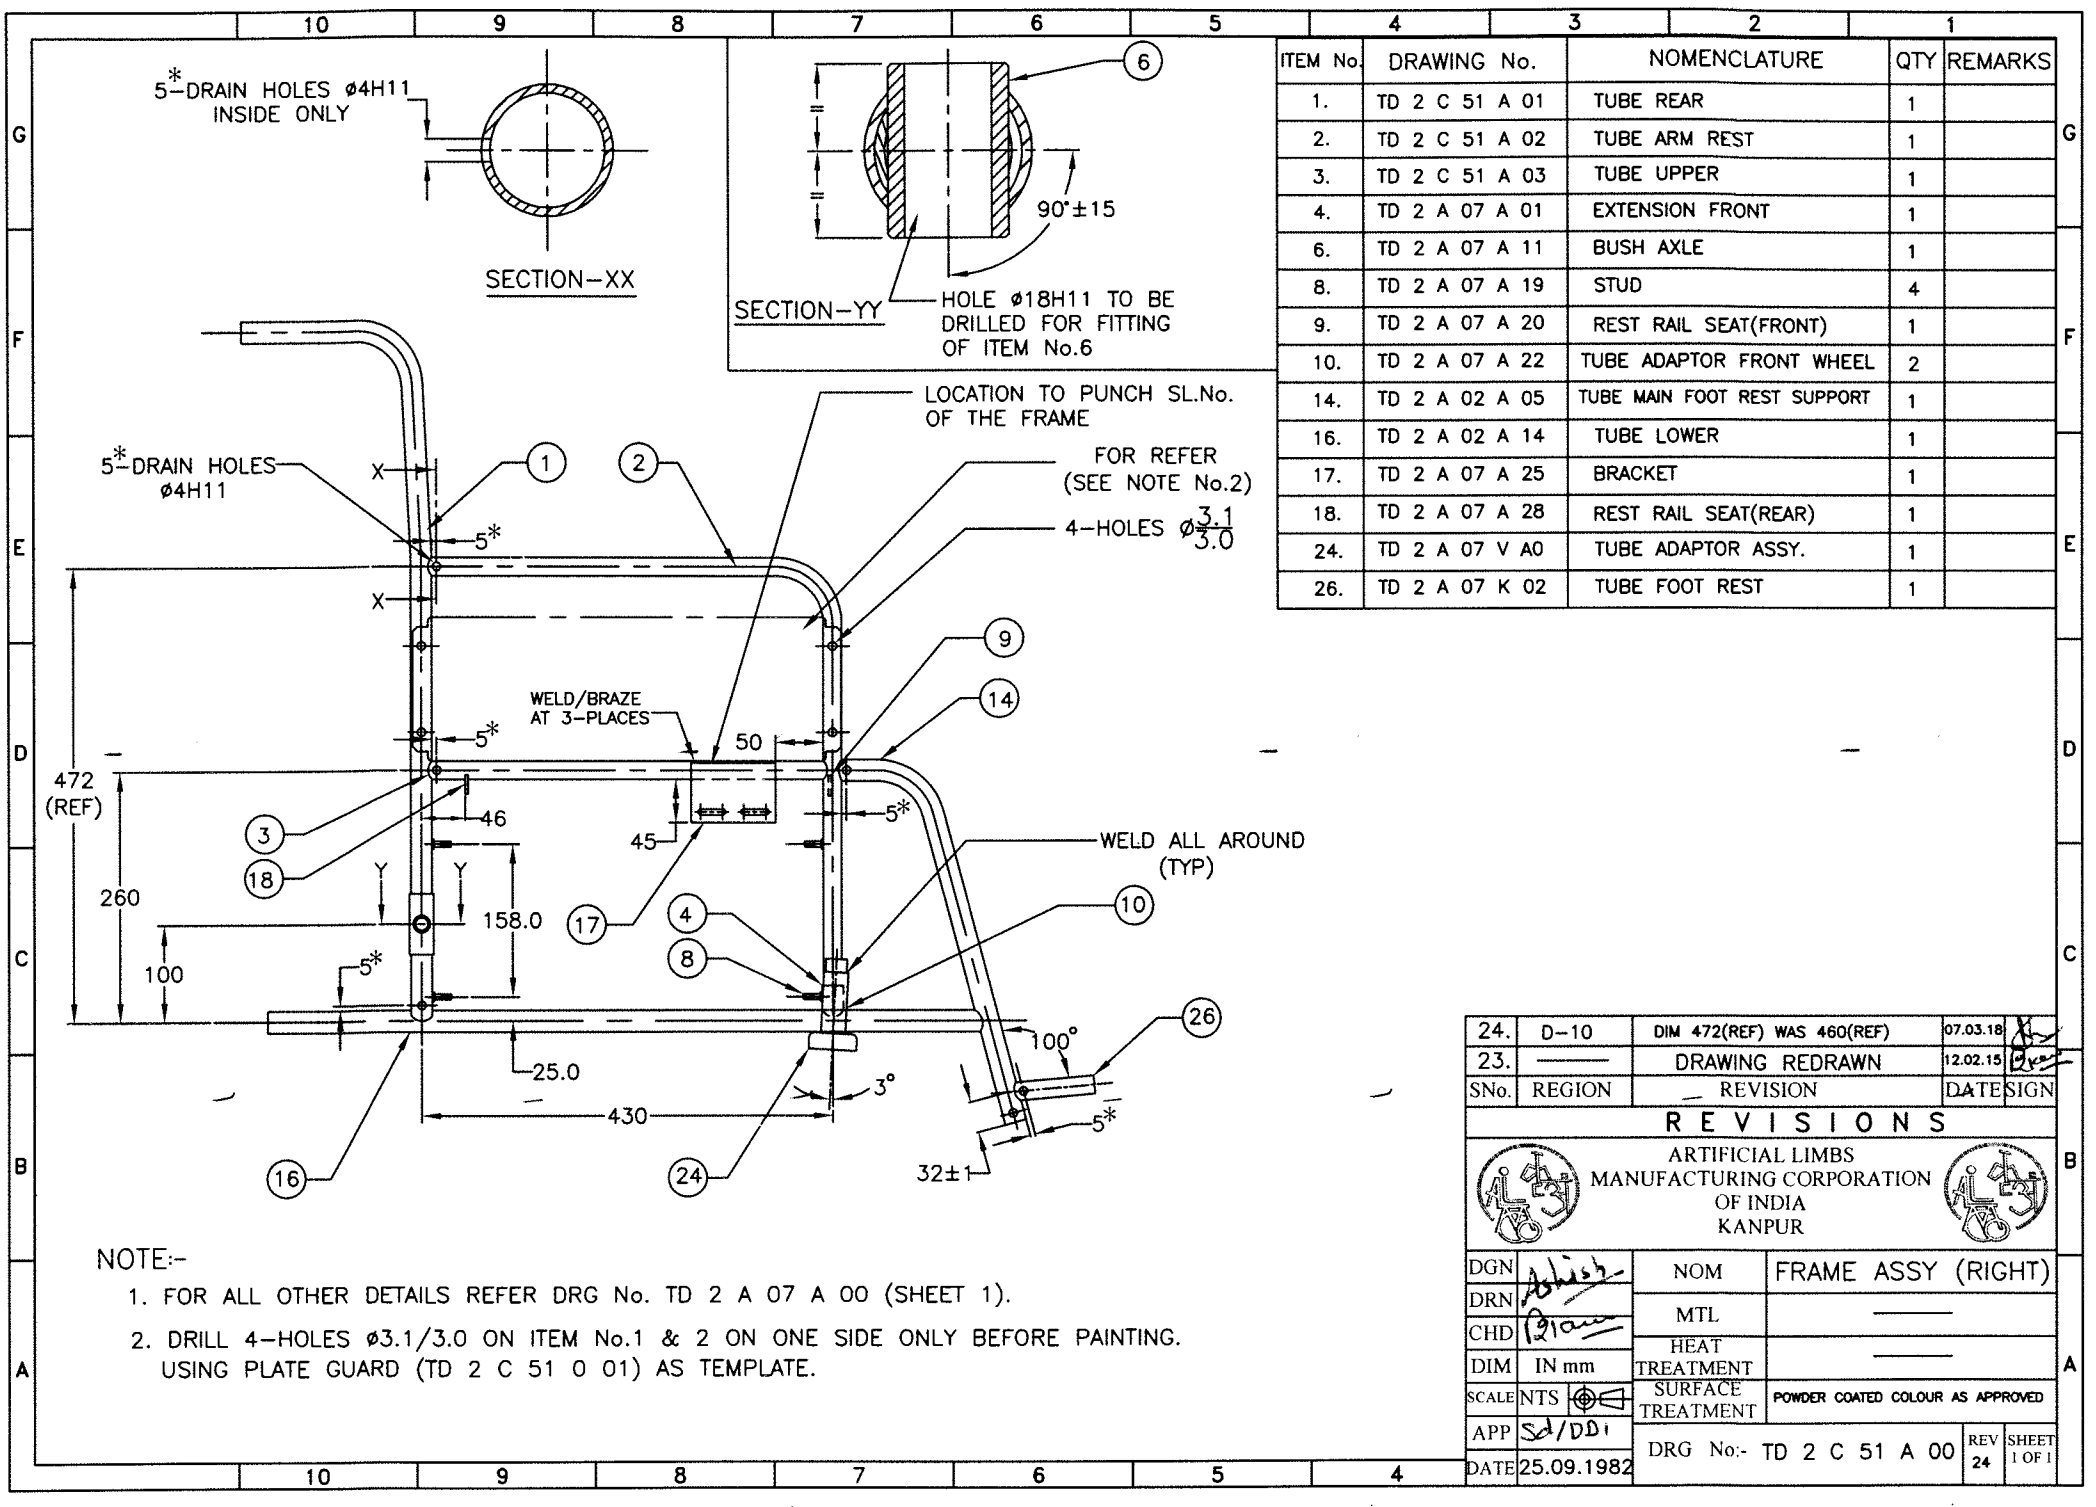 10 9 8 7 6 5 4 3 2 1
G
F
E
D
C
B
A
5*-DRAIN HOLES ø4H11
INSIDE ONLY
SECTION-XX
6
=
=
90°±15
SECTION-YY
HOLE ø18H11 TO BE
DRILLED FOR FITTING
OF ITEM No.6
ITEM No. DRAWING No. NOMENCLATURE QTY REMARKS
1. TD 2 C 51 A 01 TUBE REAR 1
2. TD 2 C 51 A 02 TUBE ARM REST 1
3. TD 2 C 51 A 03 TUBE UPPER 1
4. TD 2 A 07 A 01 EXTENSION FRONT 1
6. TD 2 A 07 A 11 BUSH AXLE 1
8. TD 2 A 07 A 19 STUD 4
9. TD 2 A 07 A 20 REST RAIL SEAT(FRONT) 1
10. TD 2 A 07 A 22 TUBE ADAPTOR FRONT WHEEL 2
14. TD 2 A 02 A 05 TUBE MAIN FOOT REST SUPPORT 1
16. TD 2 A 02 A 14 TUBE LOWER 1
17. TD 2 A 07 A 25 BRACKET 1
18. TD 2 A 07 A 28 REST RAIL SEAT(REAR) 1
24. TD 2 A 07 V A0 TUBE ADAPTOR ASSY. 1
26. TD 2 A 07 K 02 TUBE FOOT REST 1
LOCATION TO PUNCH SL.No.
OF THE FRAME
5*-DRAIN HOLES
ø4H11
X
X
1
2
FOR REFER
(SEE NOTE No.2)
4-HOLES ø3.1
3.0
5*
9
14
WELD/BRAZE
AT 3-PLACES
50
5*
472
(REF)
3
46
45
5*
18
WELD ALL AROUND
(TYP)
260
Y
Y
158.0
17
4
10
8
100
5*
26
25.0
100°
3°
430
5*
32±1
16
24
NOTE:-
1. FOR ALL OTHER DETAILS REFER DRG No. TD 2 A 07 A 00 (SHEET 1).
2. DRILL 4-HOLES ø3.1/3.0 ON ITEM No.1 & 2 ON ONE SIDE ONLY BEFORE PAINTING.
USING PLATE GUARD (TD 2 C 51 0 01) AS TEMPLATE.
24. D-10 DIM 472(REF) WAS 460(REF) 07.03.18
23. DRAWING REDRAWN 12.02.15
SNo. REGION REVISION DATE SIGN
REVISIONS
ARTIFICIAL LIMBS
MANUFACTURING CORPORATION
OF INDIA
KANPUR
DGN Ashish
DRN
CHD
DIM IN mm
SCALE NTS
APP Sd/DDi
DATE 25.09.1982
NOM FRAME ASSY (RIGHT)
MTL
HEAT
TREATMENT
SURFACE
TREATMENT POWDER COATED COLOUR AS APPROVED
DRG No:- TD 2 C 51 A 00
REV
24
SHEET
1 OF 1
G
F
E
D
C
B
A
10 9 8 7 6 5 4